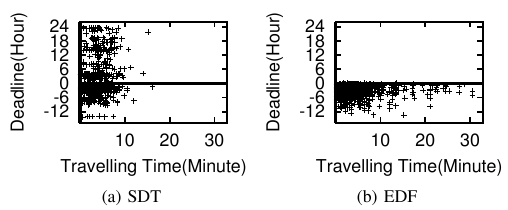 Deadline(Hour)
24
18
12
6
0
-6
-12
10 20 30
Travelling Time(Minute)
(a) SDT
Deadline(Hour)
24
18
12
6
0
-6
-12
10 20 30
Travelling Time(Minute)
(b) EDF